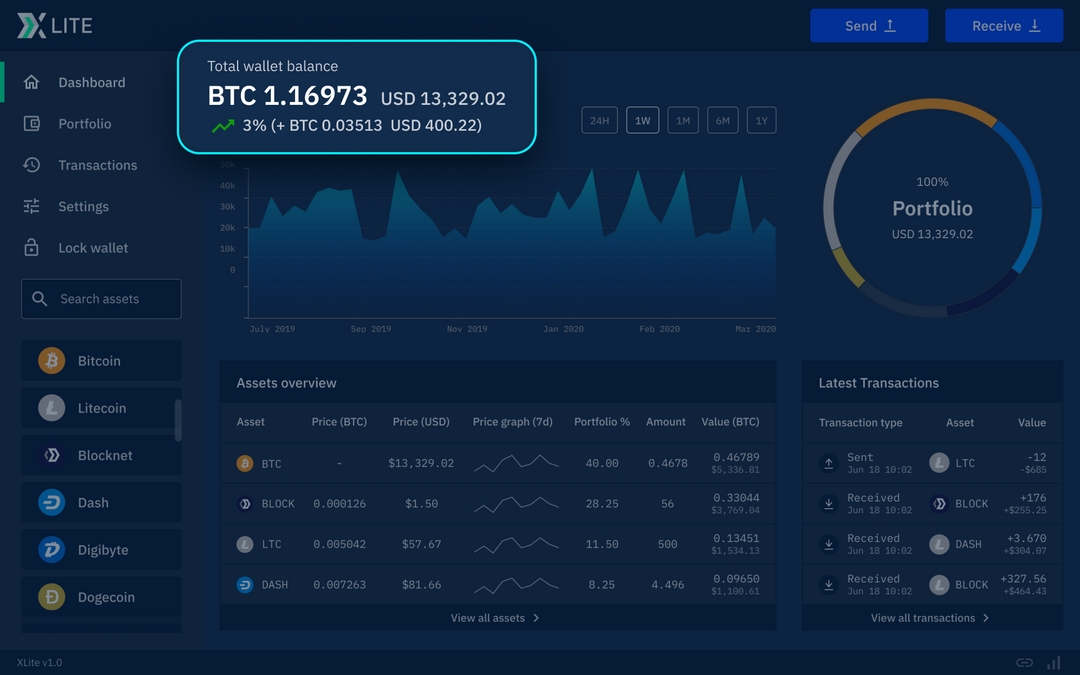 XLITE
Send
Receive
Total wallet balance
BTC 1.16973 USD 13,329.02
3% (+ BTC 0.03513 USD 400.22)
Dashboard
Portfolio
Transactions
Settings
Lock wallet
Search assets
Bitcoin
Litecoin
Blocknet
Dash
Digibyte
Dogecoin
24H 1W 1M 6M 1Y
50k
40k
30k
20k
10k
0
July 2019 Sep 2019 Nov 2019 Jan 2020 Feb 2020 Mar 2020
100%
Portfolio
USD 13,329.02
Assets overview
Asset Price (BTC) Price (USD) Price graph (7d) Portfolio % Amount Value (BTC)
BTC - $13,329.02 40.00 0.4678 0.46789
$5,336.81
BLOCK 0.000126 $1.50 28.25 56 0.33044
$3,769.04
LTC 0.005042 $57.67 11.50 500 0.13451
$1,534.13
DASH 0.007263 $81.66 8.25 4.496 0.09650
$1,100.61
View all assets
Latest Transactions
Transaction type Asset Value
Sent LTC -12
Jun 18 10:02 -$685
Received BLOCK +176
Jun 18 10:02 +$255.25
Received DASH +3.670
Jun 18 10:02 +$304.07
Received BLOCK +327.56
Jun 18 10:02 +$464.43
View all transactions
XLite v1.0